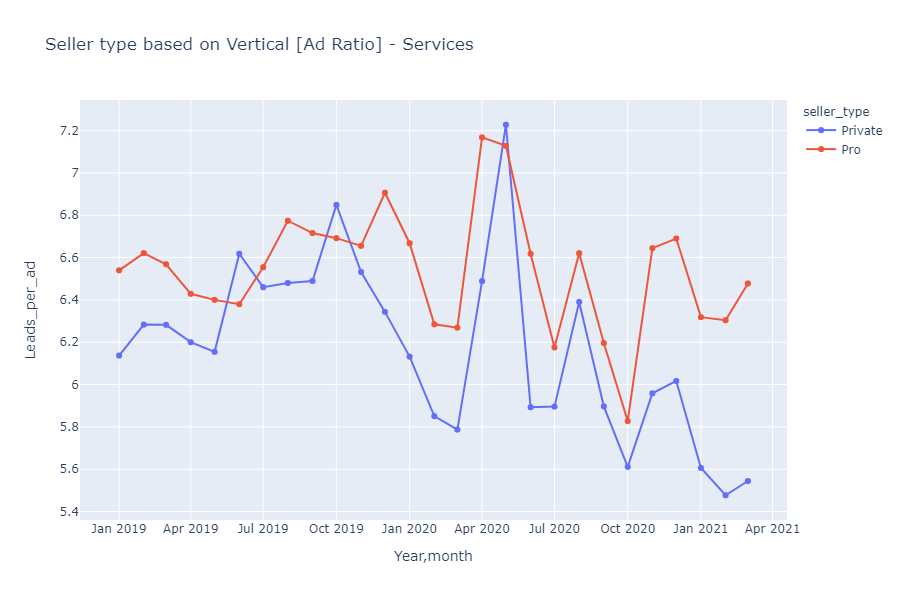 Seller type based on Vertical [Ad Ratio] - Services
seller_type
Private
Pro
Leads_per_ad
7.2
7
6.8
6.6
6.4
6.2
6
5.8
5.6
5.4
Jan 2019 Apr 2019 Jul 2019 Oct 2019 Jan 2020 Apr 2020 Jul 2020 Oct 2020 Jan 2021 Apr 2021
Year,month